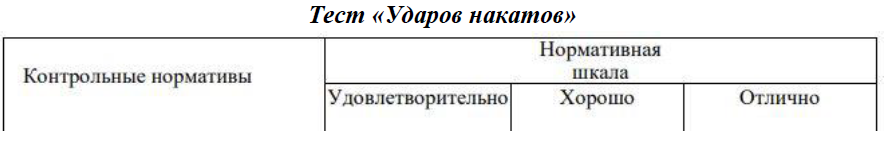 Тест «Ударов накатов»
Контрольные нормативы
Нормативная
шкала
Удовлетворительно
Хорошо
Отлично